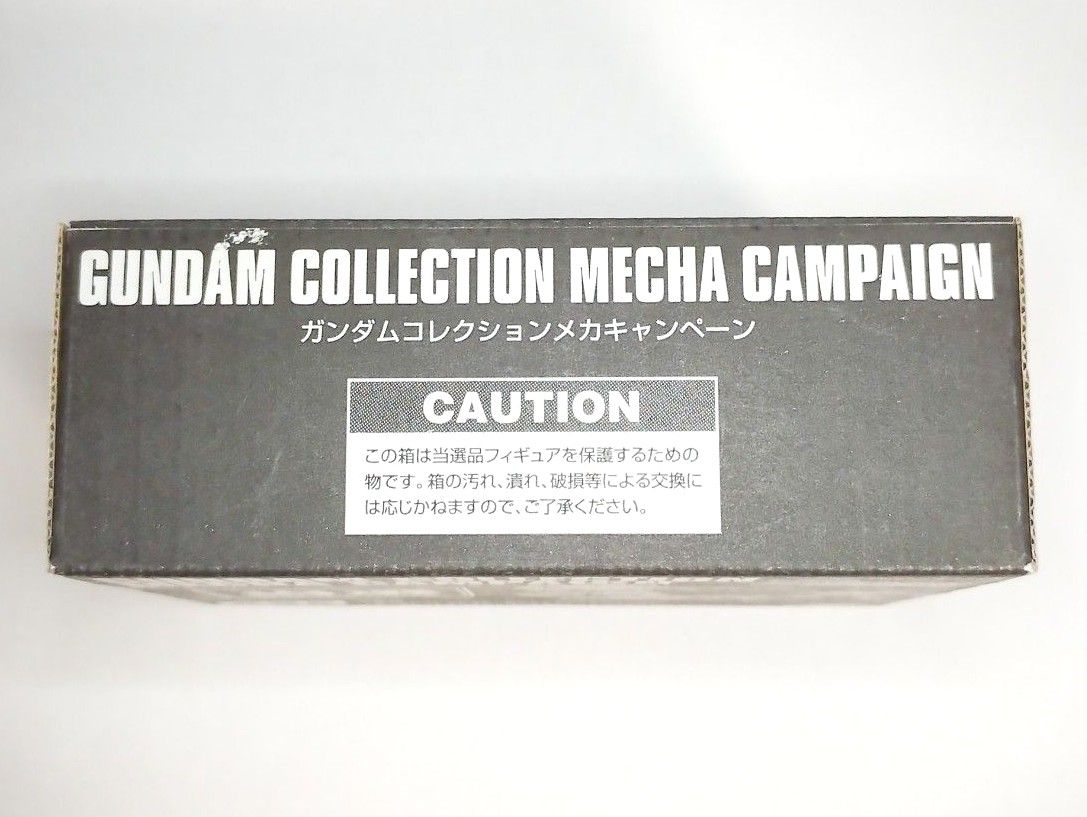 GUNDAM COLLECTION MECHA CAMPAIGN
ガンダムコレクションメカキャンペーン
CAUTION
この箱は当選品フィギュアを保護するための
物です。箱の汚れ、潰れ、破損等による交換に
は応じかねますので、ご了承ください。